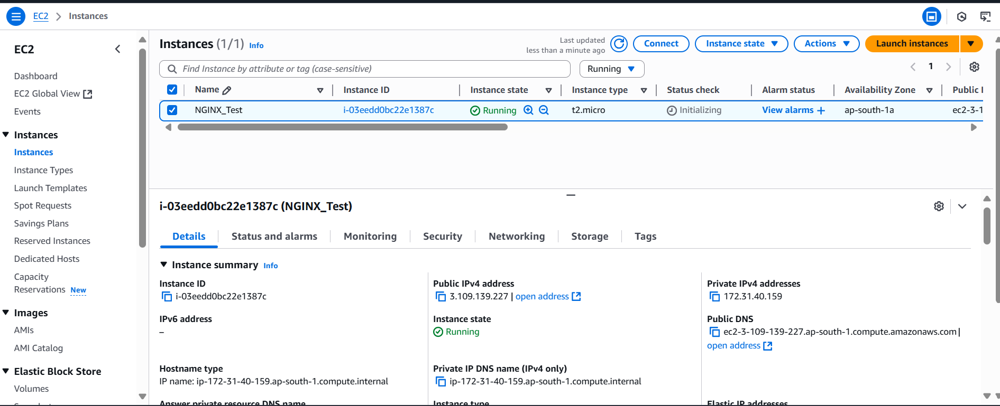 EC2 > Instances
EC2
Dashboard
EC2 Global View
Events
Instances
Instances
Instance Types
Launch Templates
Spot Requests
Savings Plans
Reserved Instances
Dedicated Hosts
Capacity
Reservations New
Images
AMIs
AMI Catalog
Elastic Block Store
Volumes
Instances (1/1) Info
Last updated
less than a minute ago
Connect
Instance state
Actions
Launch instances
Find Instance by attribute or tag (case-sensitive)
Running
1
Name Instance ID Instance state Instance type Status check Alarm status Availability Zone Public I
NGINX_Test i-03eedd0bc22e1387c Running t2.micro Initializing View alarms + ap-south-1a ec2-3-1
i-03eedd0bc22e1387c (NGINX_Test)
Details Status and alarms Monitoring Security Networking Storage Tags
Instance summary Info
Instance ID
i-03eedd0bc22e1387c
Public IPv4 address
3.109.139.227 | open address
Private IPv4 addresses
172.31.40.159
IPv6 address
–
Instance state
Running
Public DNS
ec2-3-109-139-227.ap-south-1.compute.amazonaws.com |
open address
Hostname type
IP name: ip-172-31-40-159.ap-south-1.compute.internal
Private IP DNS name (IPv4 only)
ip-172-31-40-159.ap-south-1.compute.internal
Answer private resource DNS name
Instance type
Elastic IP addresses